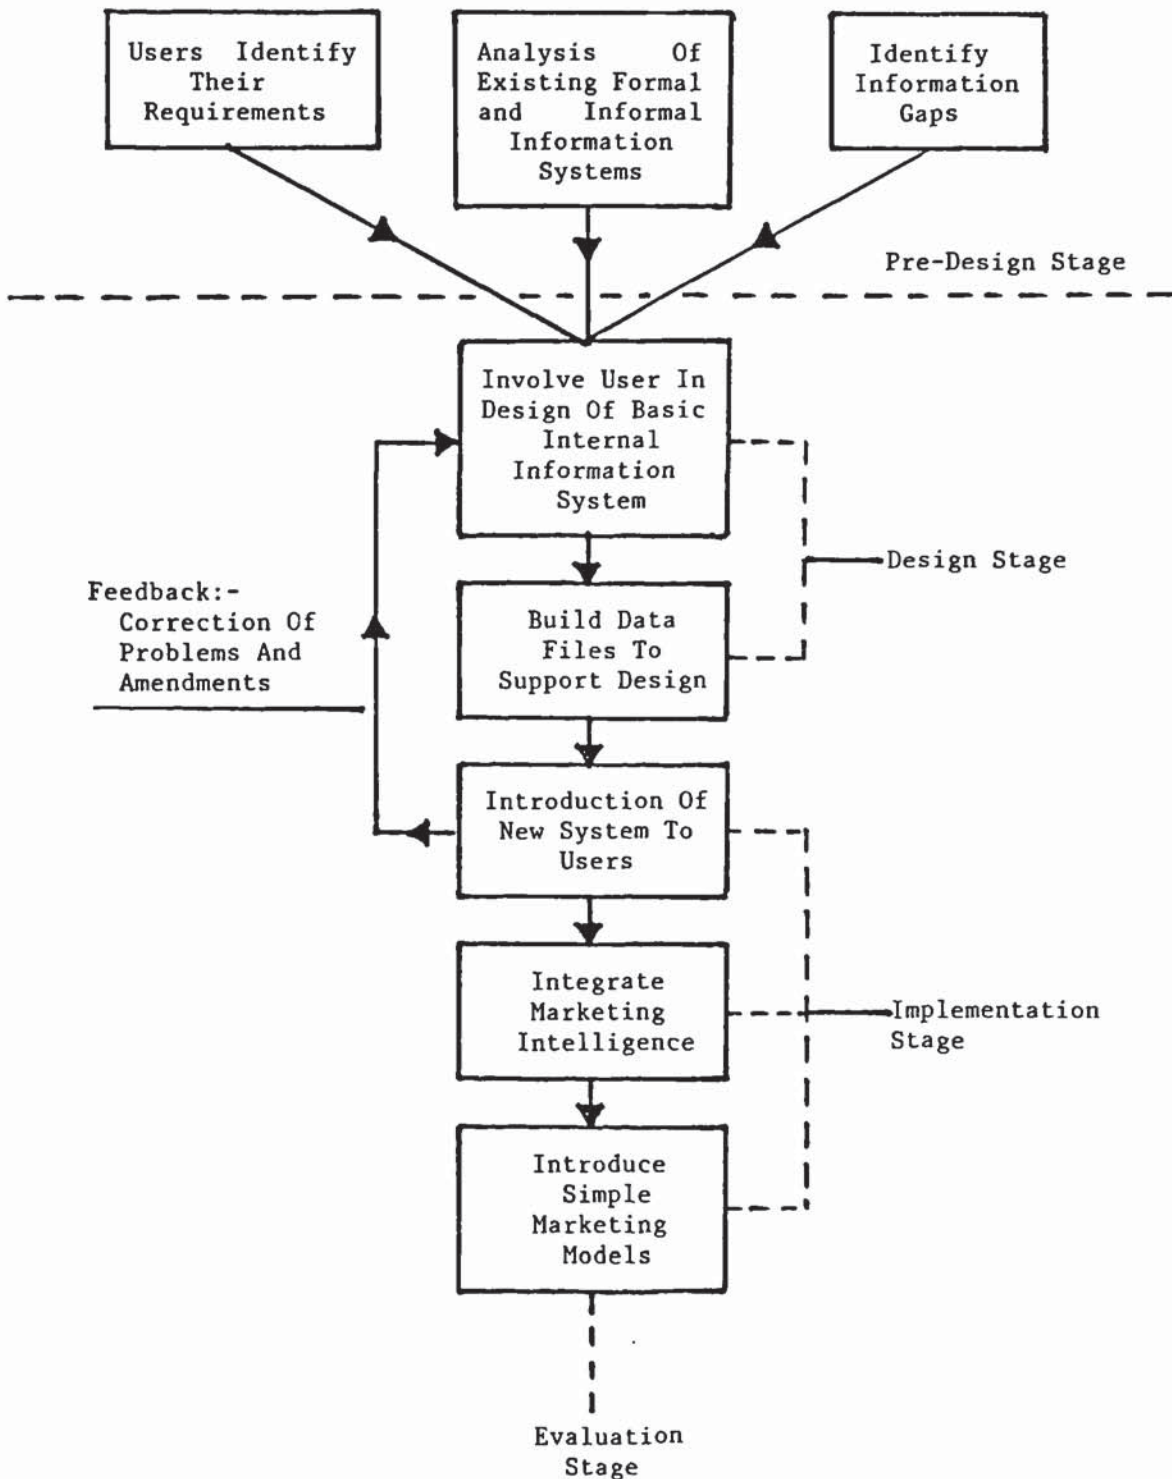 Users Identify
Their
Requirements
Analysis Of
Existing Formal
and Informal
Information
Systems
Identify
Information
Gaps
Pre-Design Stage
Involve User In
Design Of Basic
Internal
Information
System
Design Stage
Feedback:-
Correction Of
Problems And
Amendments
Build Data
Files To
Support Design
Introduction Of
New System To
Users
Integrate
Marketing
Intelligence
Implementation
Stage
Introduce
Simple
Marketing
Models
Evaluation
Stage